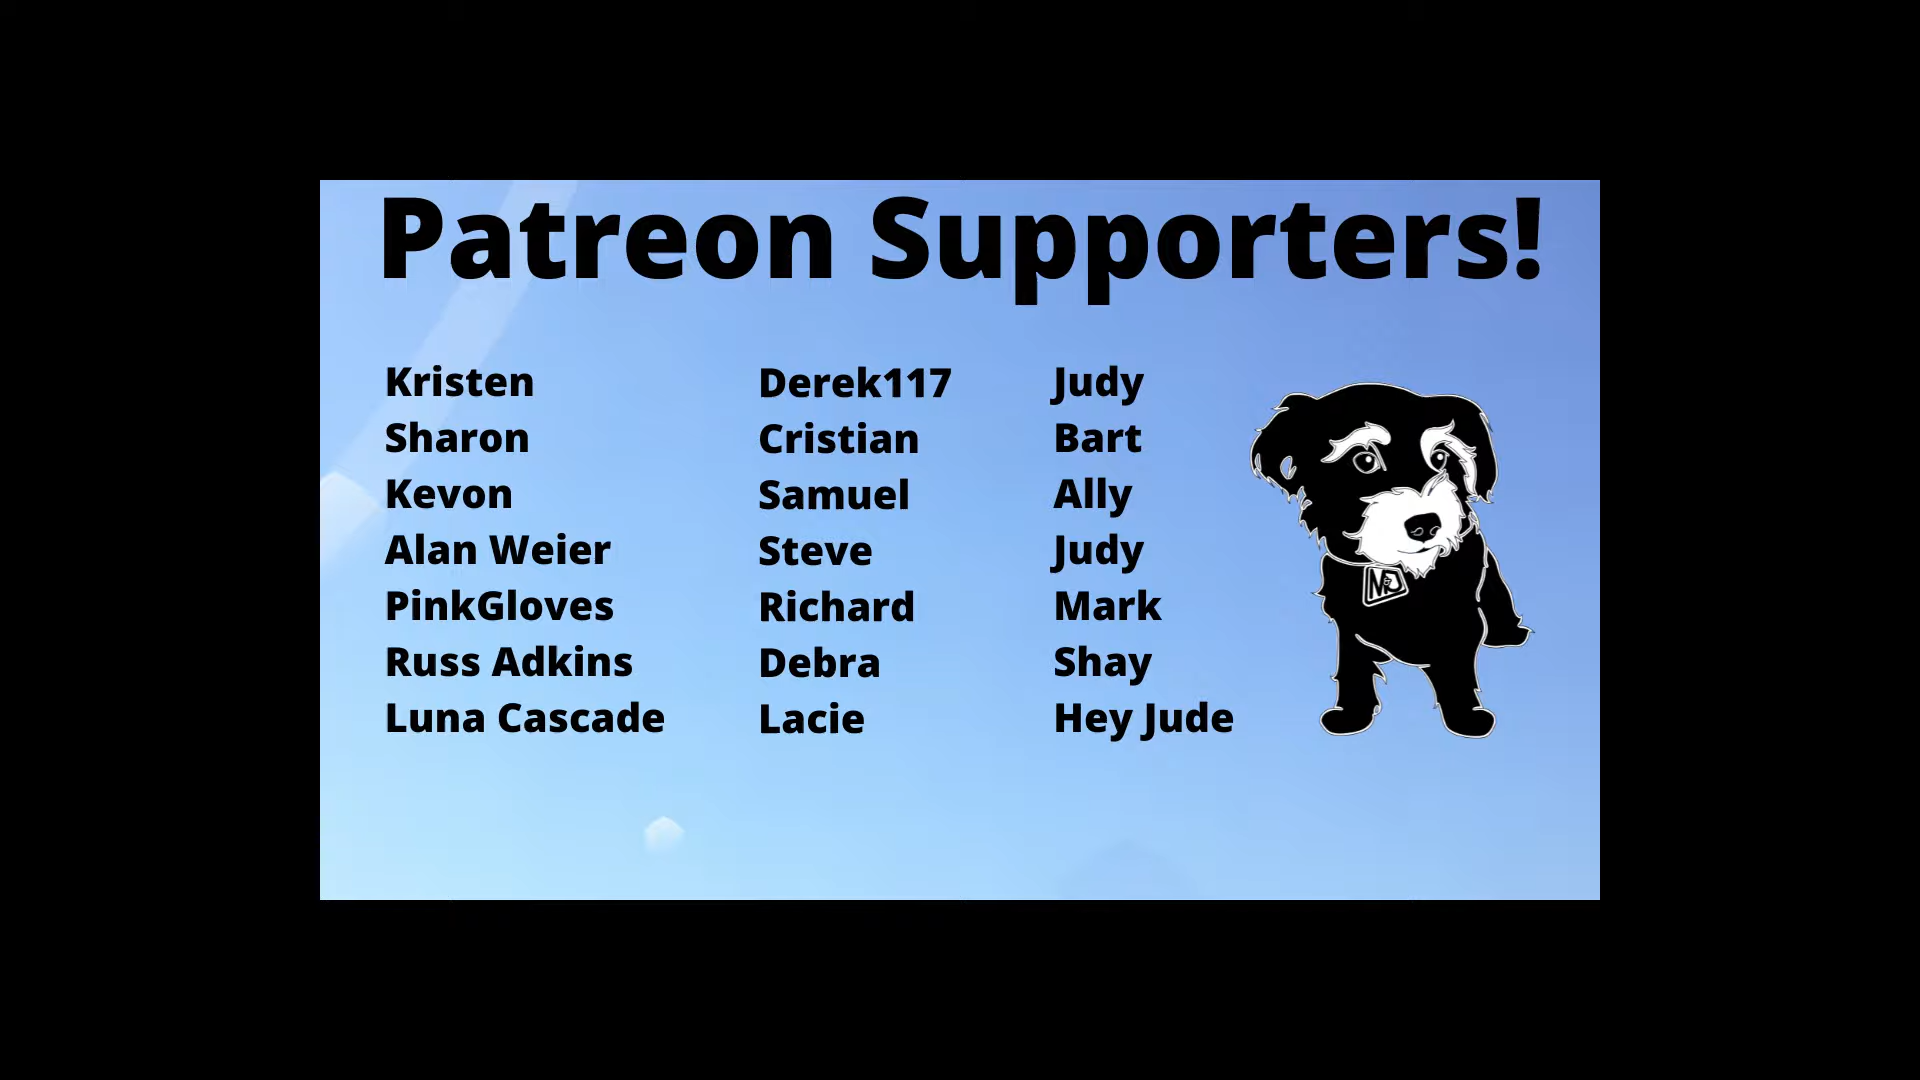 Patreon Supporters!
Kristen
Sharon
Kevon
Alan Weier
PinkGloves
Russ Adkins
Luna Cascade
Derek117
Cristian
Samuel
Steve
Richard
Debra
Lacie
Judy
Bart
Ally
Judy
Mark
Shay
Hey Jude